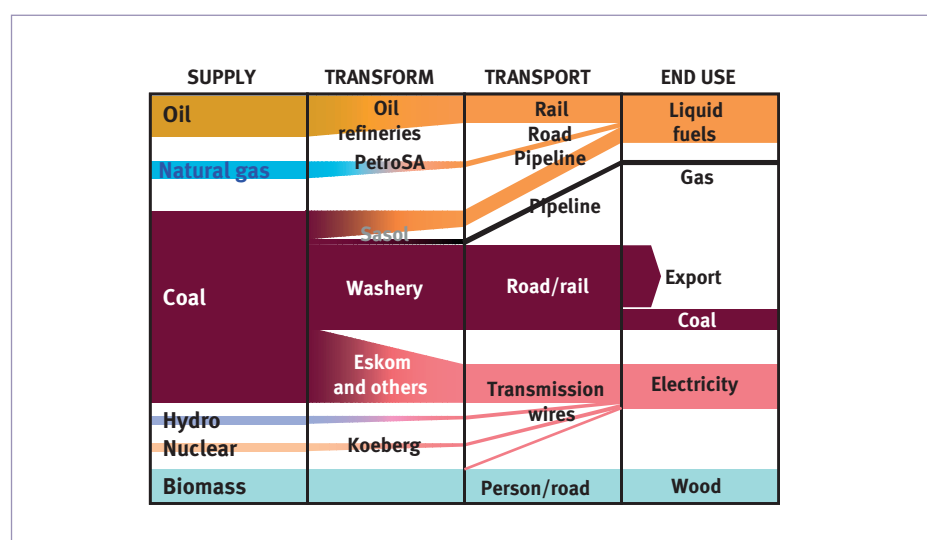 SUPPLY TRANSFORM TRANSPORT END USE
Oil
Oil
refineries
Rail
Road
Pipeline
Liquid
fuels
Natural gas
PetroSA
Gas
Pipeline
Sasol
Coal
Washery
Road/rail
Export
Coal
Eskom
and others
Transmission
wires
Electricity
Hydro
Nuclear
Koeberg
Biomass
Person/road
Wood